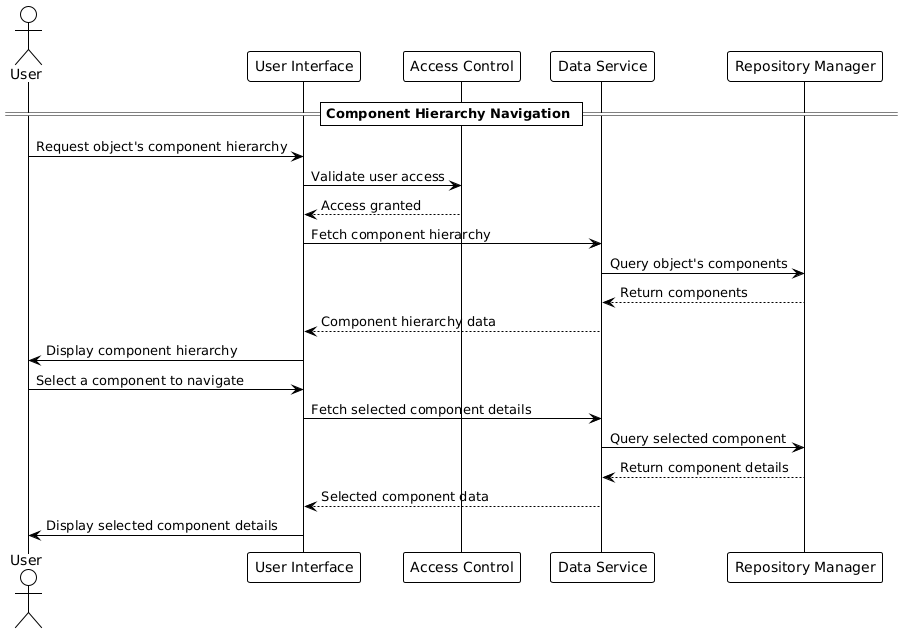 User
User Interface
Access Control
Data Service
Repository Manager
Component Hierarchy Navigation
Request object's component hierarchy
Validate user access
Access granted
Fetch component hierarchy
Query object's components
Return components
Component hierarchy data
Display component hierarchy
Select a component to navigate
Fetch selected component details
Query selected component
Return component details
Selected component data
Display selected component details
User
User Interface
Access Control
Data Service
Repository Manager